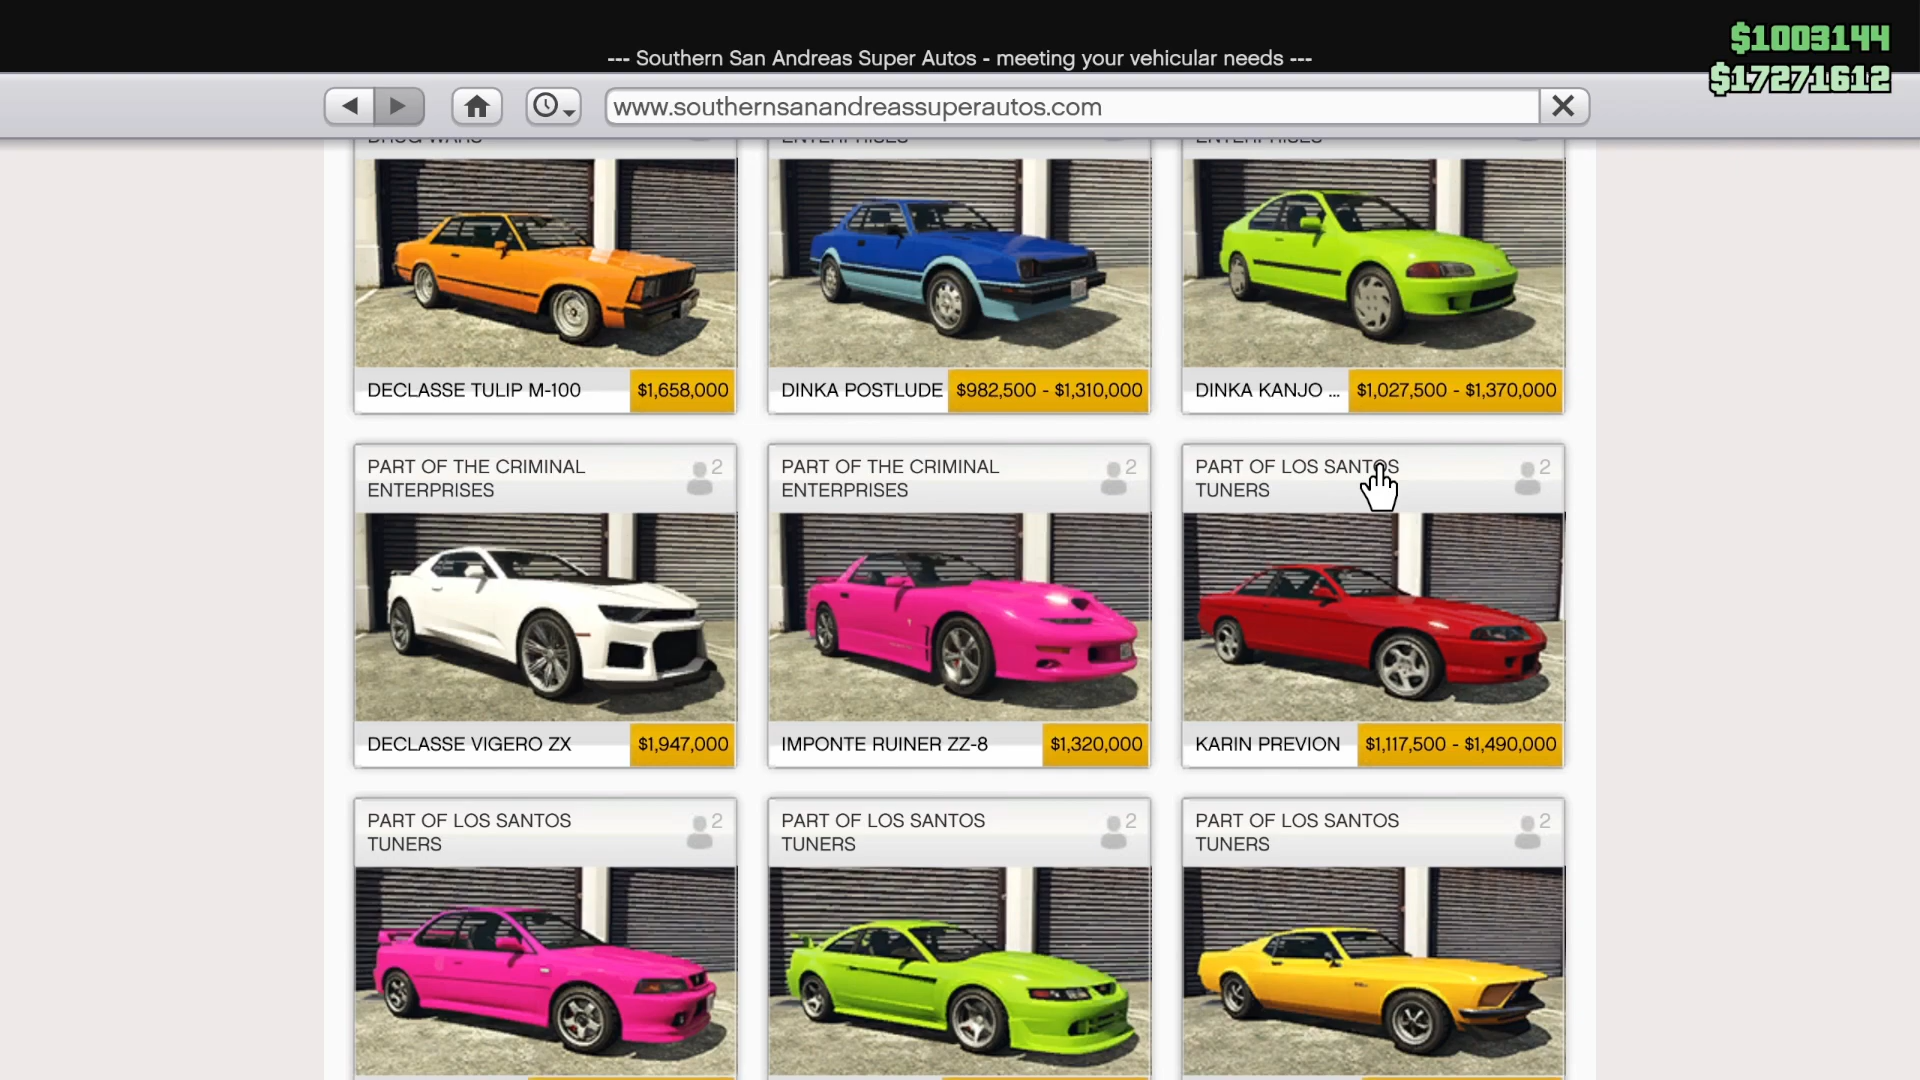 $1003144
--- Southern San Andreas Super Autos - meeting your vehicular needs ---
$17271612
www.southernsanandreassuperautos.com
DRUG WARS
ENTERPRISES
ENTERPRISES
DECLASSE TULIP M-100
$1,658,000
DINKA POSTLUDE
$982,500 - $1,310,000
DINKA KANJO ...
$1,027,500 - $1,370,000
PART OF THE CRIMINAL
ENTERPRISES
2
PART OF THE CRIMINAL
ENTERPRISES
2
PART OF LOS SANTOS
TUNERS
2
DECLASSE VIGERO ZX
$1,947,000
IMPONTE RUINER ZZ-8
$1,320,000
KARIN PREVION
$1,117,500 - $1,490,000
PART OF LOS SANTOS
TUNERS
2
PART OF LOS SANTOS
TUNERS
2
PART OF LOS SANTOS
TUNERS
2